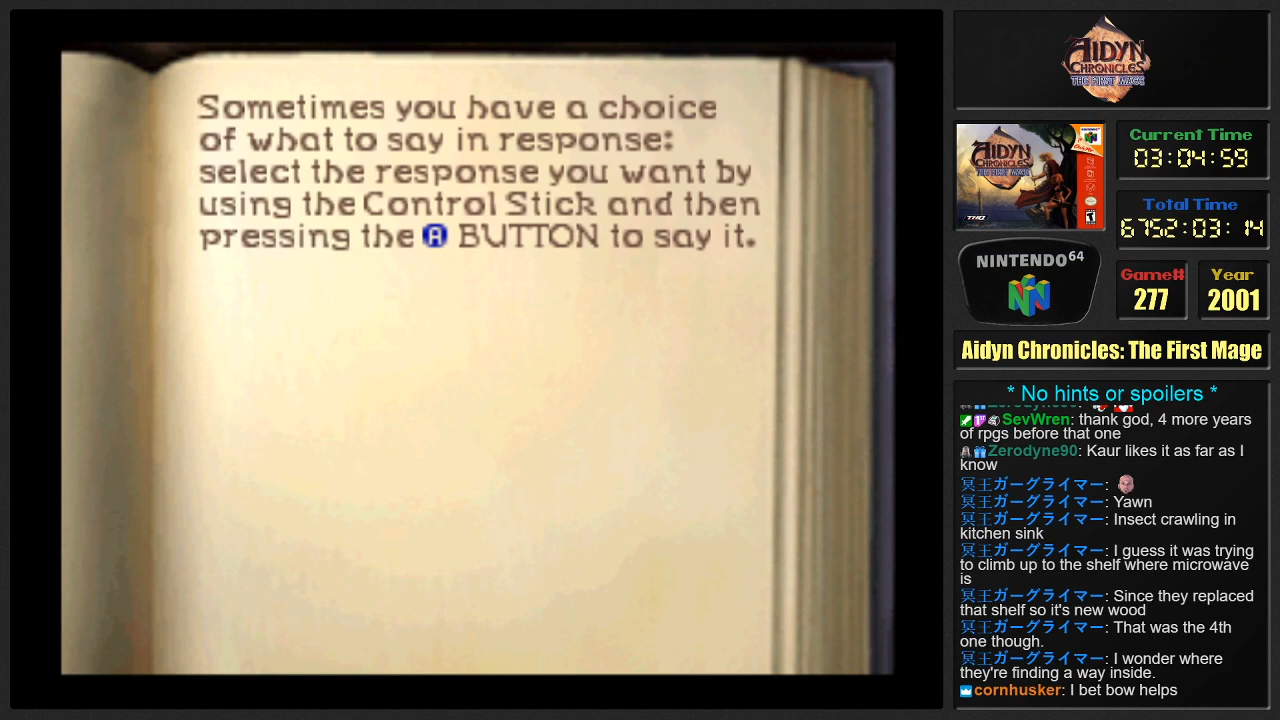 Sometimes you have a choice
of what to say in response:
select the response you want by
using the Control Stick and then
pressing the A BUTTON to say it.
AIDYN
CHRONICLES
THE FIRST MAGE
NINTENDO 64
AIDYN
CHRONICLES
THE FIRST MAGE
THQ
T
NINTENDO64
Current Time
03:04:59
Total Time
6752:03:14
Game#
277
Year
2001
Aidyn Chronicles: The First Mage
* No hints or spoilers *
SevWren: thank god, 4 more years
of rpgs before that one
Zerodyne90: Kaur likes it as far as I
know
冥王ガーグライマー:
冥王ガーグライマー: Yawn
冥王ガーグライマー: Insect crawling in
kitchen sink
冥王ガーグライマー: I guess it was trying
to climb up to the shelf where microwave
is
冥王ガーグライマー: Since they replaced
that shelf so it's new wood
冥王ガーグライマー: That was the 4th
one though.
冥王ガーグライマー: I wonder where
they're finding a way inside.
cornhusker: I bet bow helps